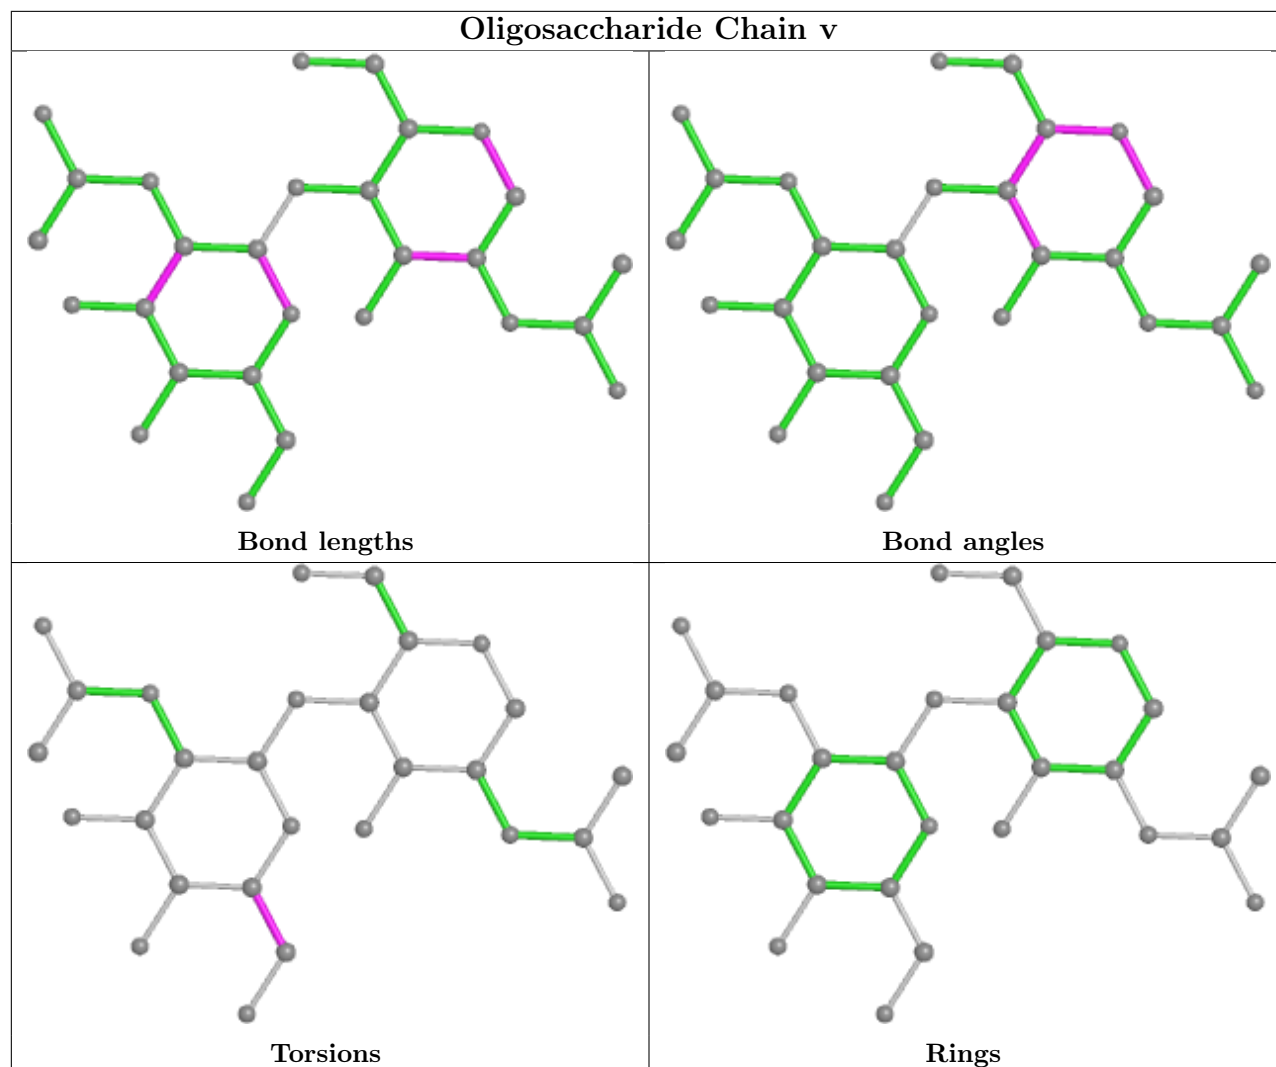 Oligosaccharide Chain v
Bond lengths
Bond angles
Torsions
Rings